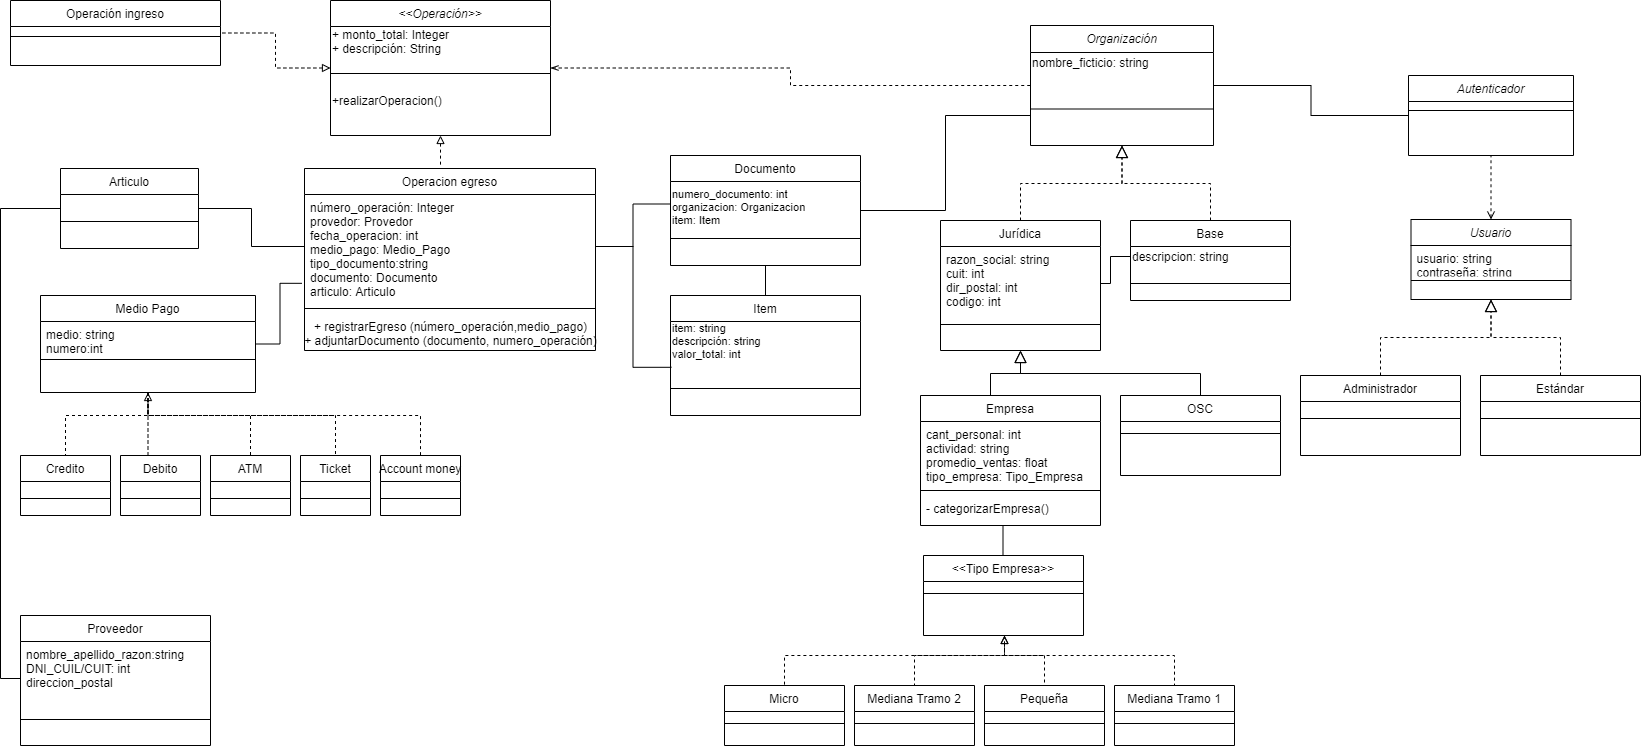 Operación ingreso
<<Operación>>
+ monto_total: Integer
+ descripción: String
+realizarOperacion()
Organización
nombre_ficticio: string
Autenticador
Articulo
Operacion egreso
número_operación: Integer
provedor: Provedor
fecha_operacion: int
medio_pago: Medio_Pago
tipo_documento:string
documento: Documento
articulo: Articulo
+ registrarEgreso (número_operación,medio_pago)
+ adjuntarDocumento (documento, numero_operación)
Documento
numero_documento: int
organizacion: Organizacion
item: Item
Jurídica
razon_social: string
cuit: int
dir_postal: int
codigo: int
Base
descripcion: string
Usuario
usuario: string
contraseña: string
Medio Pago
medio: string
numero:int
Item
item: string
descripción: string
valor_total: int
Empresa
cant_personal: int
actividad: string
promedio_ventas: float
tipo_empresa: Tipo_Empresa
- categorizarEmpresa()
OSC
Administrador
Estándar
Credito
Debito
ATM
Ticket
Account money
<<Tipo Empresa>>
Proveedor
nombre_apellido_razon:string
DNI_CUIL/CUIT: int
direccion_postal
Micro
Mediana Tramo 2
Pequeña
Mediana Tramo 1